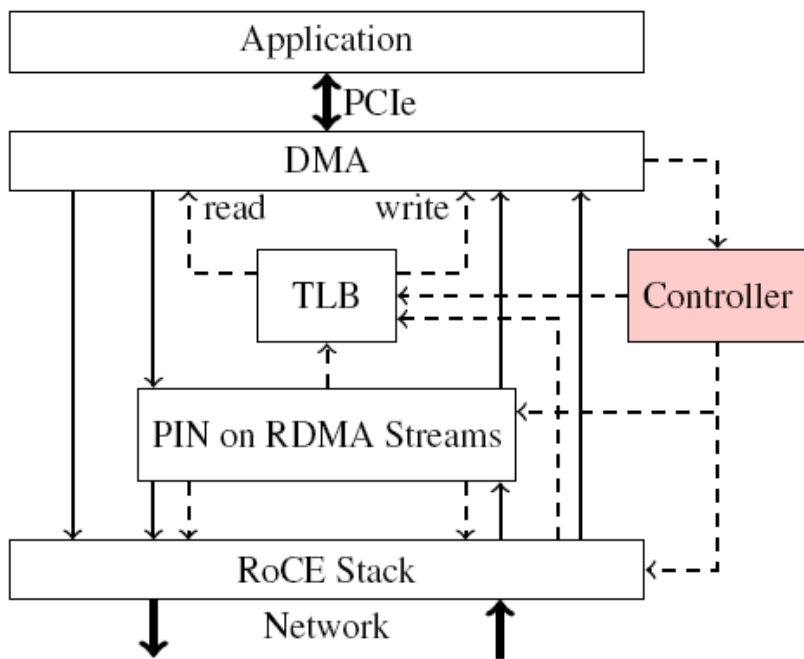 Application
PCIe
DMA
read
write
TLB
Controller
PIN on RDMA Streams
RoCE Stack
Network